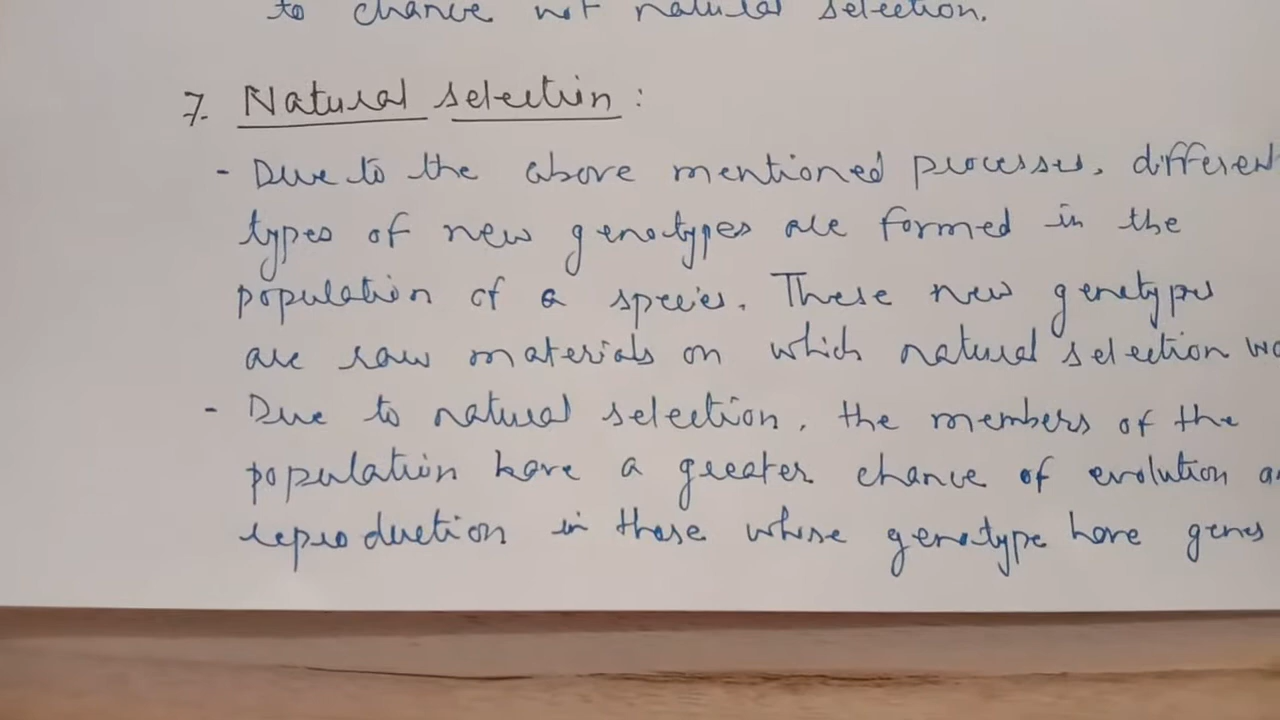 to chance not natural selection.
7. Natural selection :
- Due to the above mentioned processes, different
types of new genotypes are formed in the
population of a species. These new genotypes
are raw materials on which natural selection
- Due to natural selection, the members of the
population have a greater chance of evolution
reproduction in those whose genotype have genes